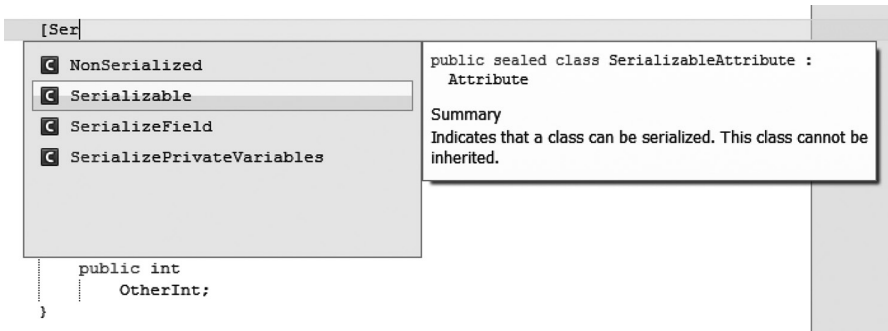 [Ser
C NonSerialized
C Serializable
C SerializeField
C SerializePrivateVariables
public sealed class SerializableAttribute :
Attribute
Summary
Indicates that a class can be serialized. This class cannot be
inherited.
public int
OtherInt;
}